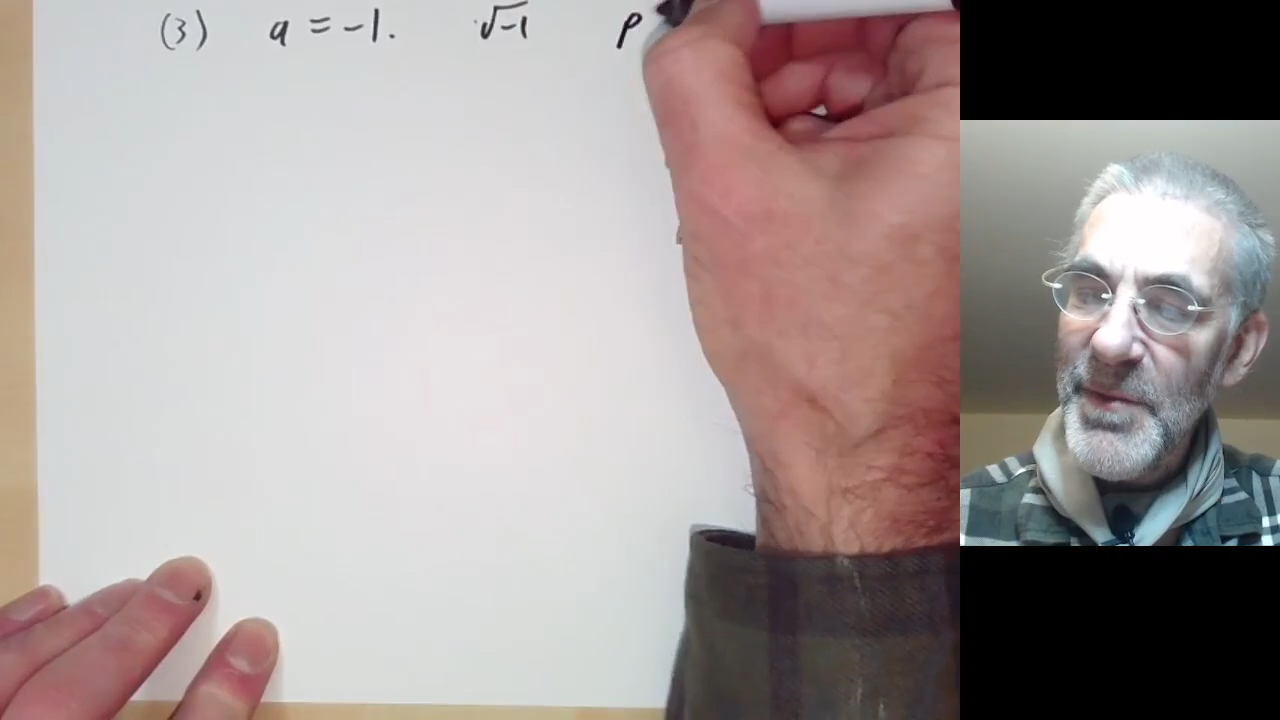 (3) a = -1. √-1 p